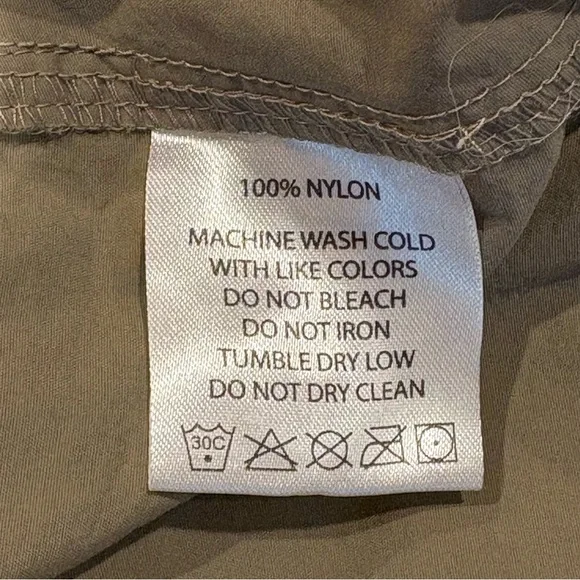 100% NYLON
MACHINE WASH COLD
WITH LIKE COLORS
DO NOT BLEACH
DO NOT IRON
TUMBLE DRY LOW
DO NOT DRY CLEAN
30C